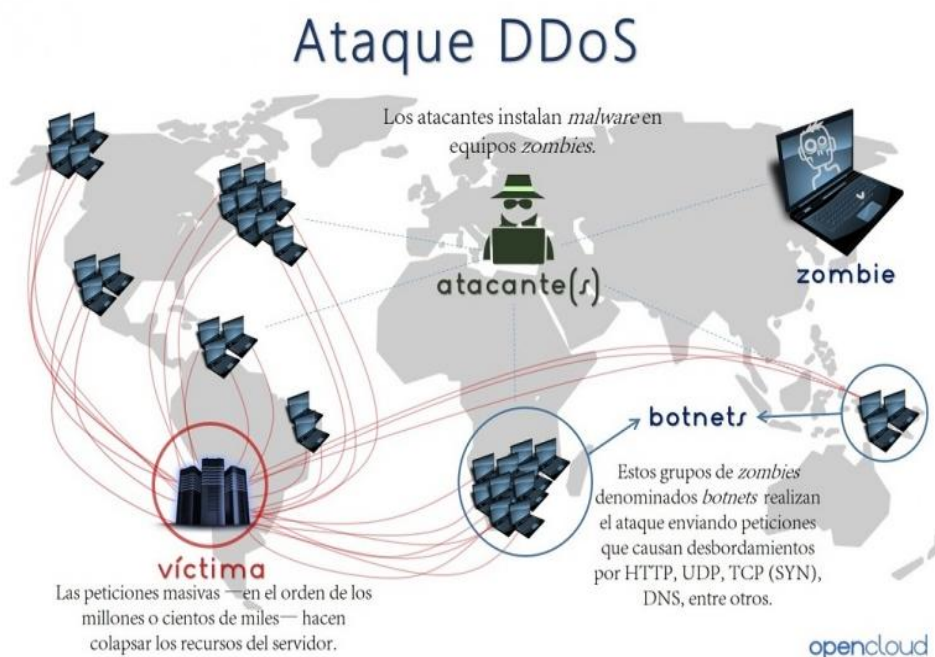 Ataque DDoS
Los atacantes instalan malware en
equipos zombies.
atacante(s)
zombie
botnets
Estos grupos de zombies
denominados botnets realizan
el ataque enviando peticiones
que causan desbordamientos
por HTTP, UDP, TCP (SYN),
DNS, entre otros.
víctima
Las peticiones masivas —en el orden de los
millones o cientos de miles— hacen
colapsar los recursos del servidor.
opencloud